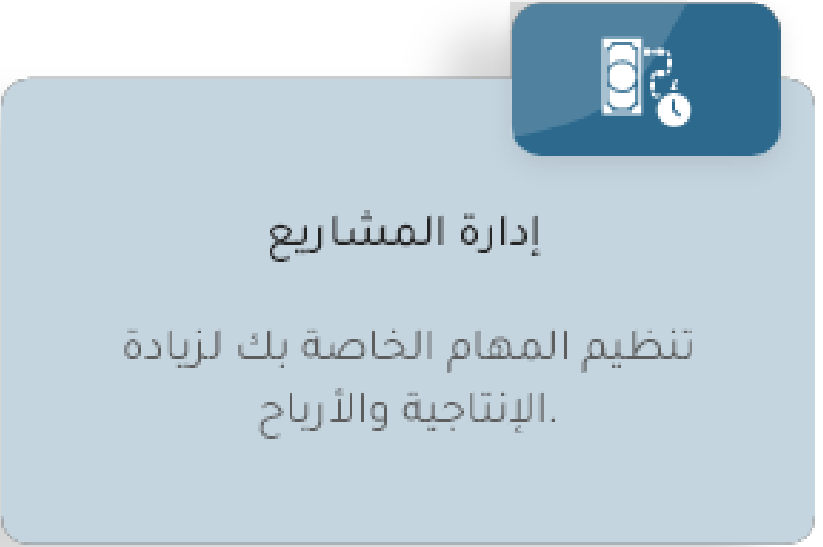 إدارة المشاريع
تنظيم المهام الخاصة بك لزيادة
.الإنتاجية والأرباح